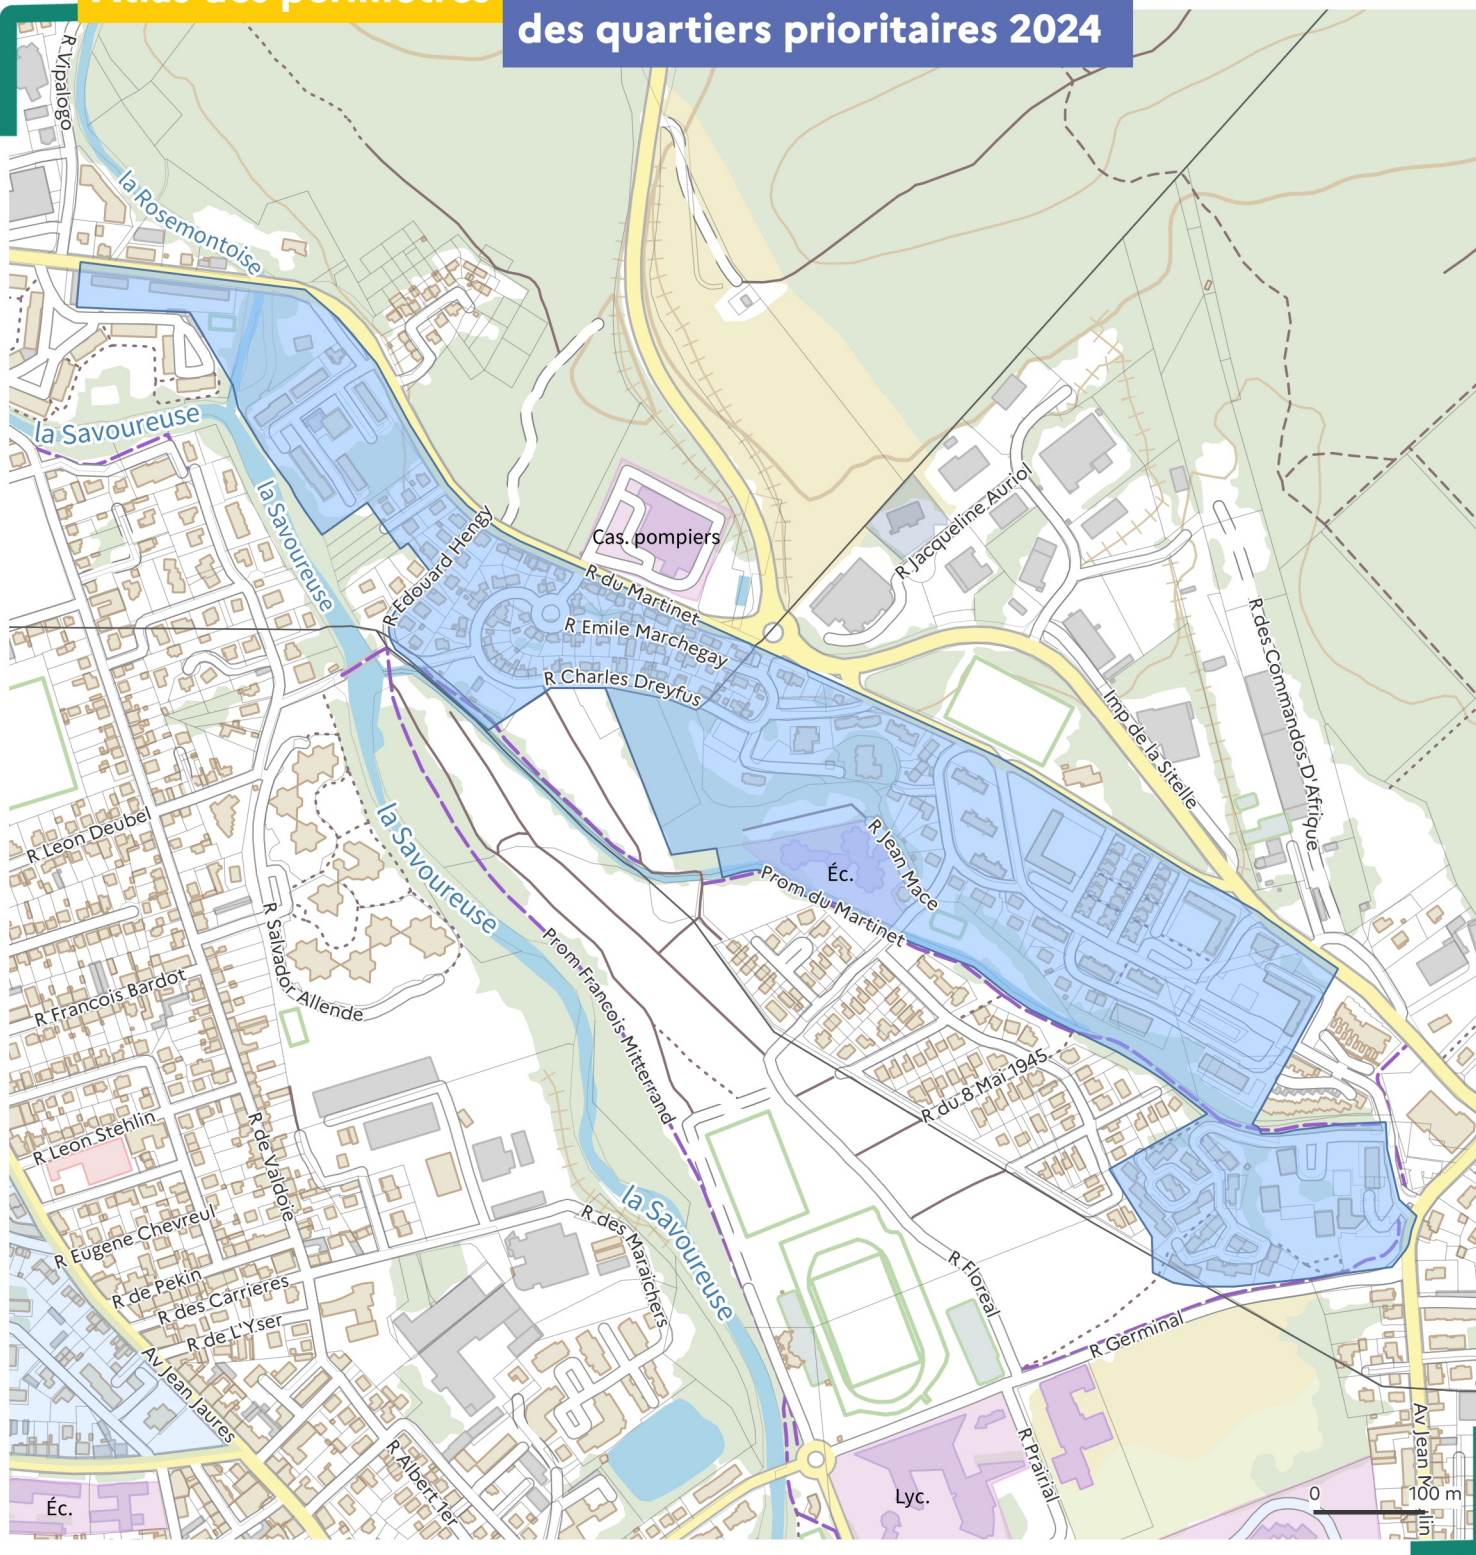 Atlas des périmètres
des quartiers prioritaires 2024
R Vipalogo
la Rosemontoise
la Savoureuse
la Savoureuse
R Edouard Hengy
Cas. pompiers
R du Martinet
R Emile Marchegay
R Charles Dreyfus
R Jacqueline Auriol
R des Commandos D'Afrique
Imp de la Sitelle
R Leon Deubel
la Savoureuse
R Jean Mace
Éc.
Prom du Martinet
R Salvador Allende
R Francois Bardot
Prom Francois Mitterrand
R du 8 Mai 1945
R Leon Stehlin
R de Valdoie
R Eugene Chevreul
la Savoureuse
R des Maraichers
R de Pekin
R des Carrieres
R de L'Yser
R Floreal
R Germinal
Av Jean Jaures
R Albert 1er
R Prairial
Éc.
Lyc.
0
100 m